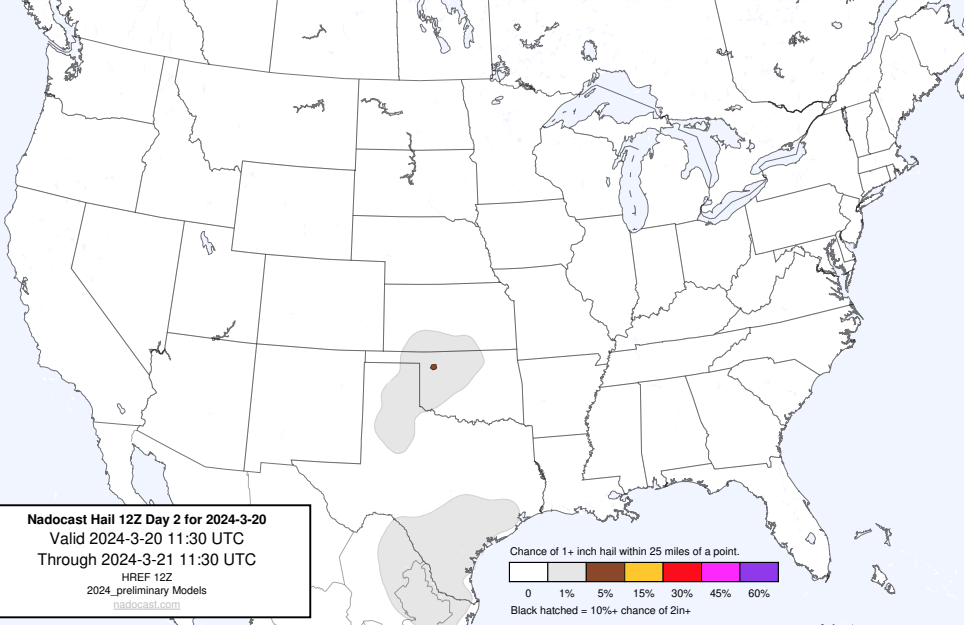 Nadocast Hail 12Z Day 2 for 2024-3-20
Valid 2024-3-20 11:30 UTC
Through 2024-3-21 11:30 UTC
HREF 12Z
2024_preliminary Models
nadocast.com
Chance of 1+ inch hail within 25 miles of a point.
0 1% 5% 15% 30% 45% 60%
Black hatched = 10%+ chance of 2in+